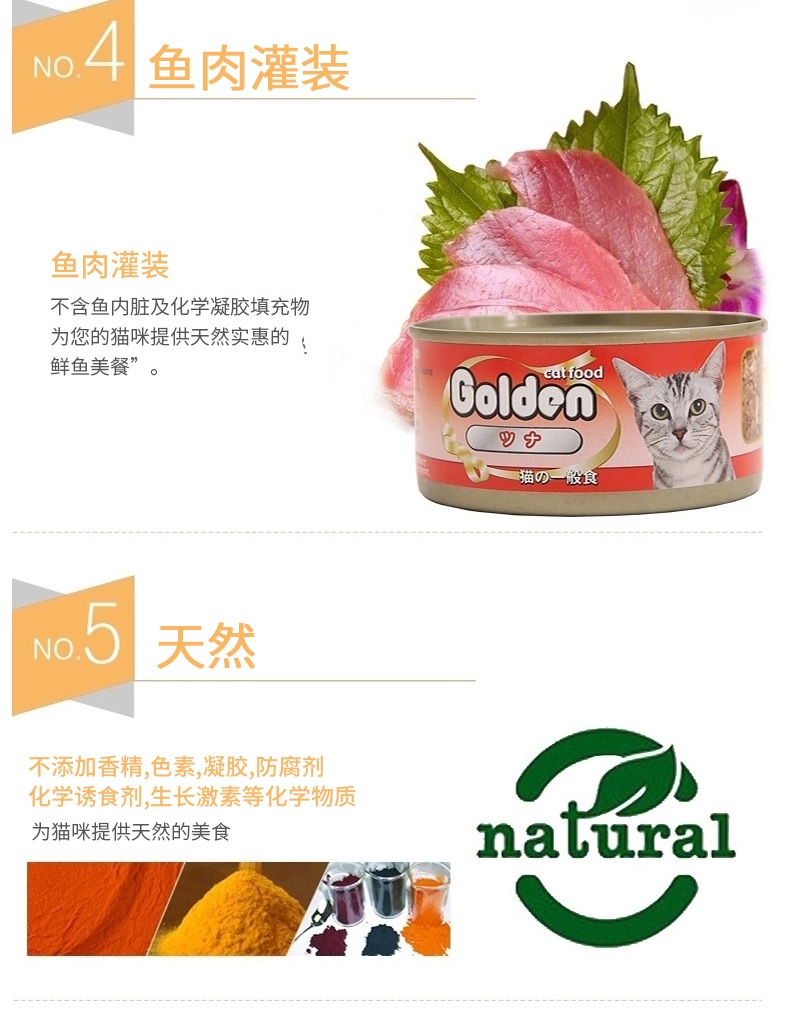 NO.4 鱼肉灌装
鱼肉灌装
不含鱼内脏及化学凝胶填充物
为您的猫咪提供天然实惠的
鲜鱼美餐”。
cat food
Golden
ツナ
猫の一般食
NO.5 天然
不添加香精,色素,凝胶,防腐剂
化学诱食剂,生长激素等化学物质
为猫咪提供天然的美食
natural